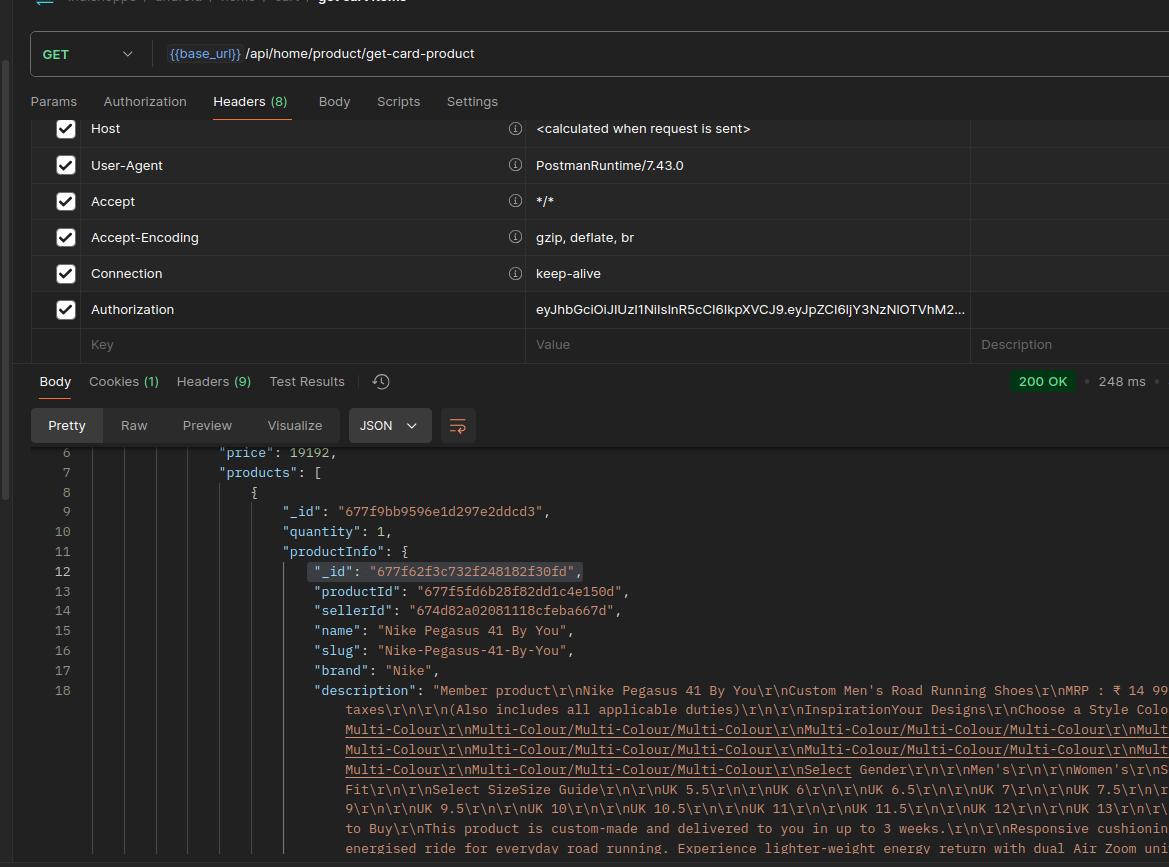 GET {{base_url}} /api/home/product/get-card-product
Params Authorization Headers (8) Body Scripts Settings
Host <calculated when request is sent>
User-Agent PostmanRuntime/7.43.0
Accept */*
Accept-Encoding gzip, deflate, br
Connection keep-alive
Authorization eyJhbGciOiJIUzI1NiIsInR5cCI6IkpXVCJ9.eyJpZCI6IjY3NzNlOTVhM2...
Key Value Description
Body Cookies (1) Headers (9) Test Results 200 OK • 248 ms •
Pretty Raw Preview Visualize JSON
6 "price": 19192,
7 "products": [
8 {
9 "_id": "677f9bb9596e1d297e2ddcd3",
10 "quantity": 1,
11 "productInfo": {
12 "_id": "677f62f3c732f248182f30fd",
13 "productId": "677f5fd6b28f82dd1c4e150d",
14 "sellerId": "674d82a02081118cfeba667d",
15 "name": "Nike Pegasus 41 By You",
16 "slug": "Nike-Pegasus-41-By-You",
17 "brand": "Nike",
18 "description": "Member product\r\nNike Pegasus 41 By You\r\nCustom Men's Road Running Shoes\r\nMRP : ₹ 14 99
taxes\r\n\r\n(Also includes all applicable duties)\r\n\r\nInspirationYour Designs\r\nChoose a Style Colo
Multi-Colour\r\nMulti-Colour/Multi-Colour/Multi-Colour\r\nMulti-Colour/Multi-Colour/Multi-Colour\r\nMult
Multi-Colour\r\nMulti-Colour/Multi-Colour/Multi-Colour\r\nMulti-Colour/Multi-Colour/Multi-Colour\r\nMult
Multi-Colour\r\nMulti-Colour/Multi-Colour/Multi-Colour\r\nSelect Gender\r\n\r\nMen's\r\n\r\nWomen's\r\nS
Fit\r\n\r\nSelect SizeSize Guide\r\n\r\nUK 5.5\r\n\r\nUK 6\r\n\r\nUK 6.5\r\n\r\nUK 7\r\n\r\nUK 7.5\r\n\r
9\r\n\r\nUK 9.5\r\n\r\nUK 10\r\n\r\nUK 10.5\r\n\r\nUK 11\r\n\r\nUK 11.5\r\n\r\nUK 12\r\n\r\nUK 13\r\n\r\
to Buy\r\nThis product is custom-made and delivered to you in up to 3 weeks.\r\n\r\nResponsive cushionin
energised ride for everyday road running. Experience lighter-weight energy return with dual Air Zoom uni